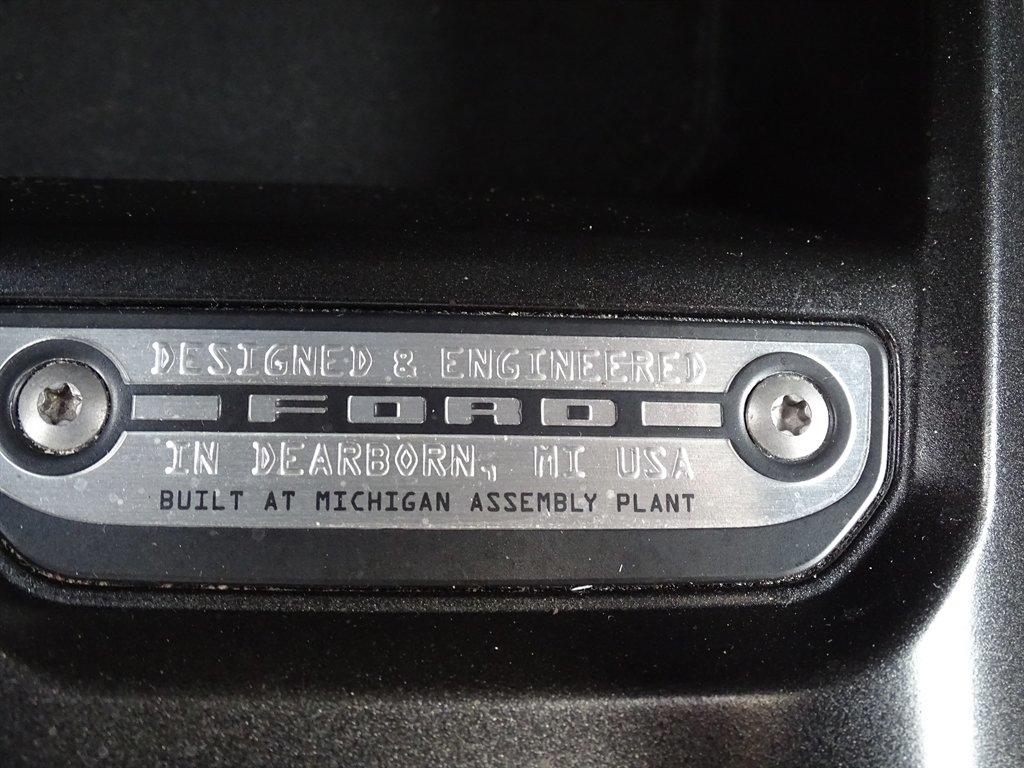 DESIGNED & ENGINEERED
FORD
IN DEARBORN, MI USA
BUILT AT MICHIGAN ASSEMBLY PLANT